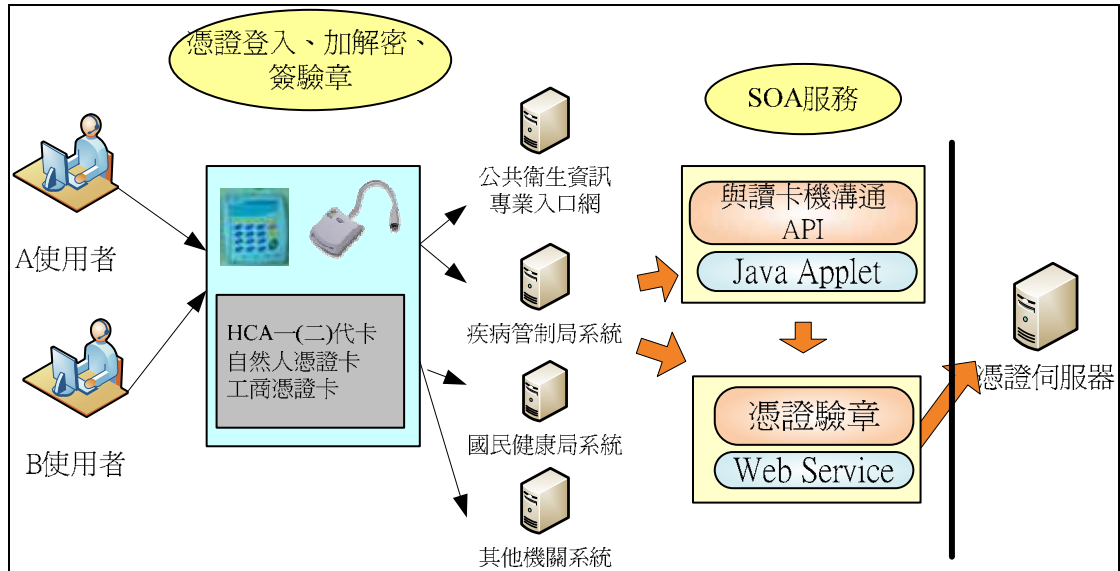 憑證登入、加解密、
簽驗章
SOA服務
A使用者
B使用者
HCA一(二)代卡
自然人憑證卡
工商憑證卡
公共衛生資訊
專業入口網
疾病管制局系統
國民健康局系統
其他機關系統
與讀卡機溝通
API
Java Applet
憑證驗章
Web Service
憑證伺服器